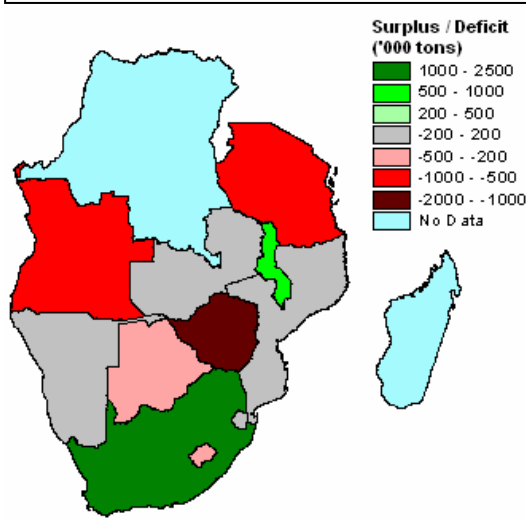 Surplus / Deficit
('000 tons)
1000 - 2500
500 - 1000
200 - 500
-200 - 200
-500 - -200
-1000 - -500
-2000 - -1000
No Data